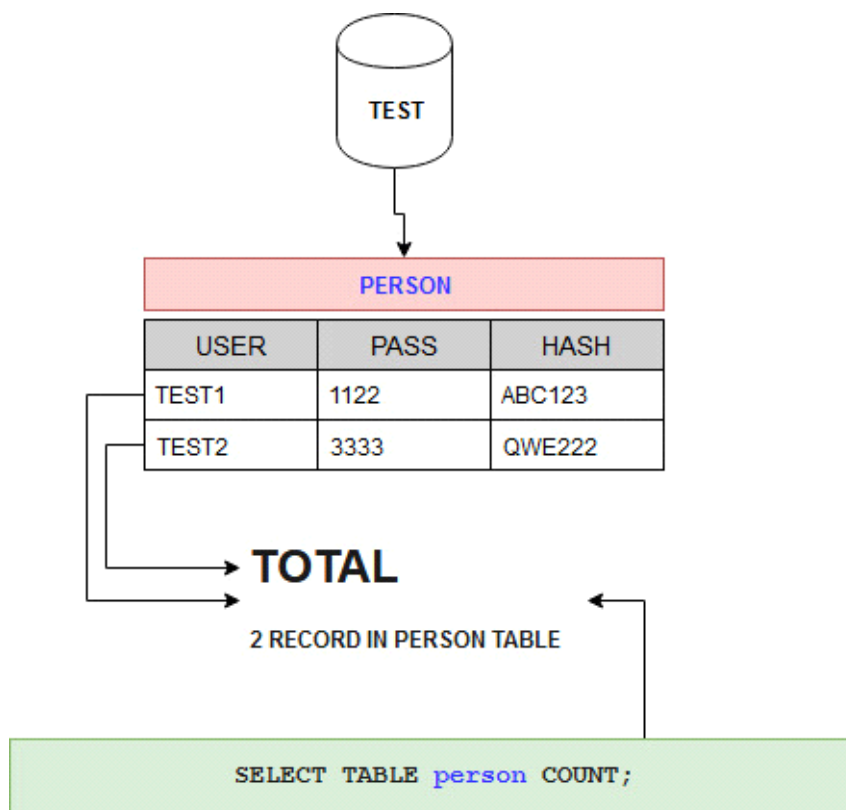 TEST
PERSON
USER PASS HASH
TEST1 1122 ABC123
TEST2 3333 QWE222
TOTAL
2 RECORD IN PERSON TABLE
SELECT TABLE person COUNT;